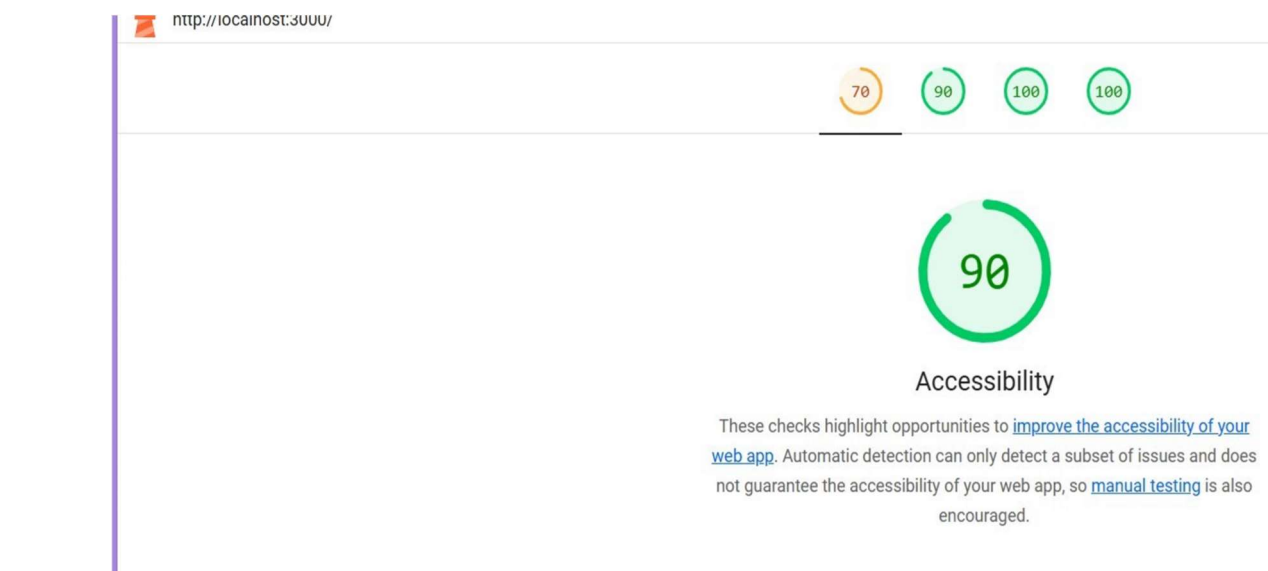 http://localhost:3000/
70 90 100 100
90
Accessibility
These checks highlight opportunities to improve the accessibility of your
web app. Automatic detection can only detect a subset of issues and does
not guarantee the accessibility of your web app, so manual testing is also
encouraged.